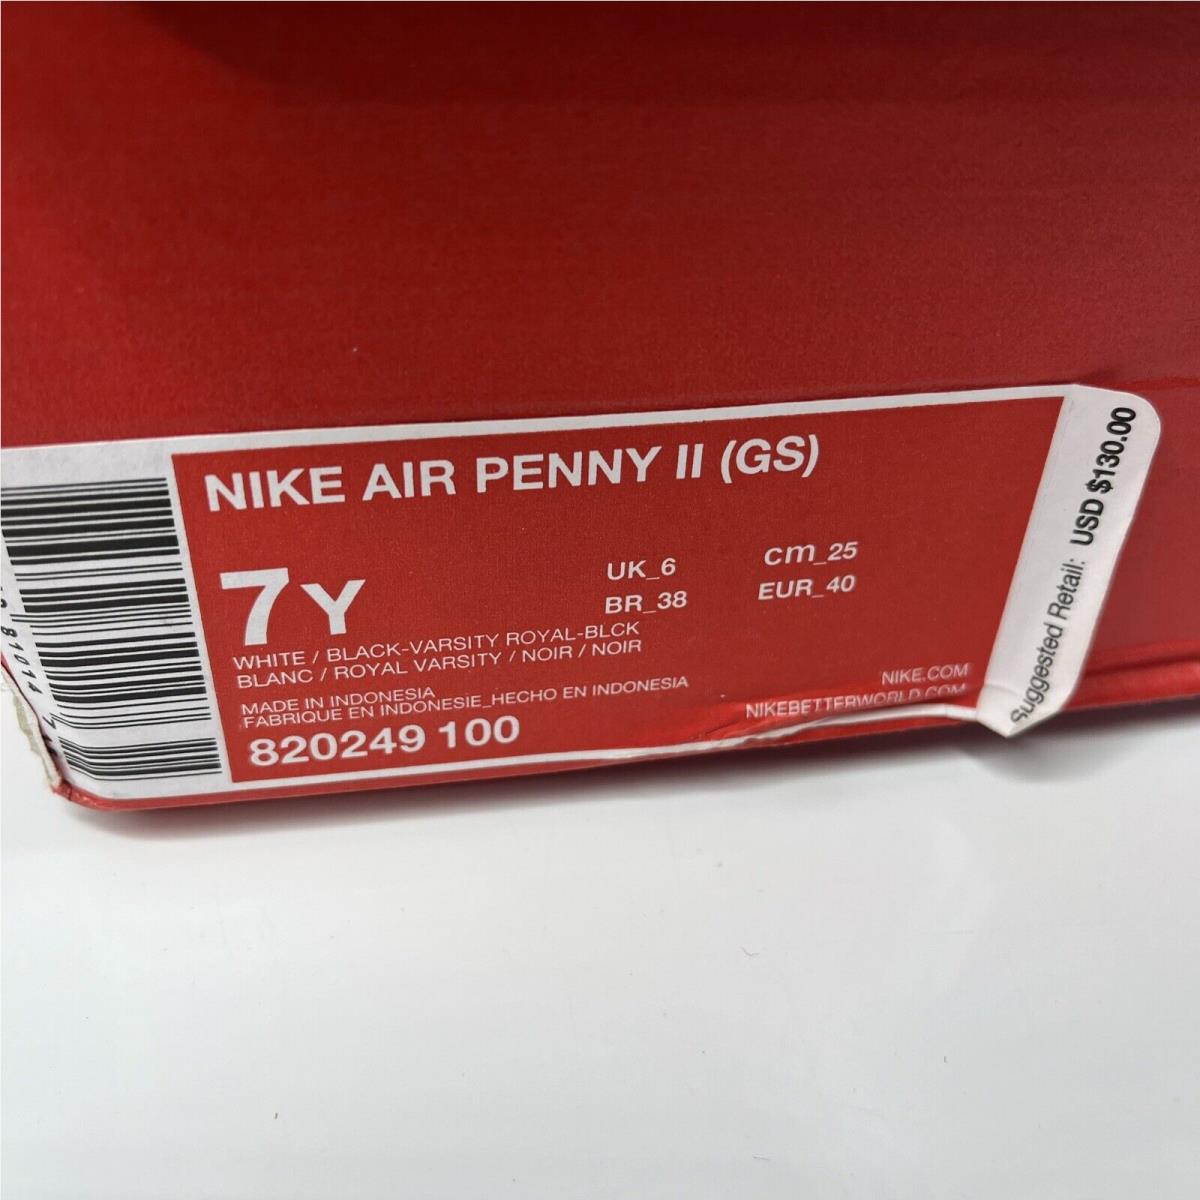 NIKE AIR PENNY II (GS)
7Y
UK_6
cm_25
BR_38
EUR_40
WHITE / BLACK-VARSITY ROYAL-BLCK
BLANC / ROYAL VARSITY / NOIR / NOIR
MADE IN INDONESIA
FABRIQUE EN INDONESIE_HECHO EN INDONESIA
820249 100
NIKE.COM
NIKEBETTERWORLD.COM
Suggested Retail: USD $130.00